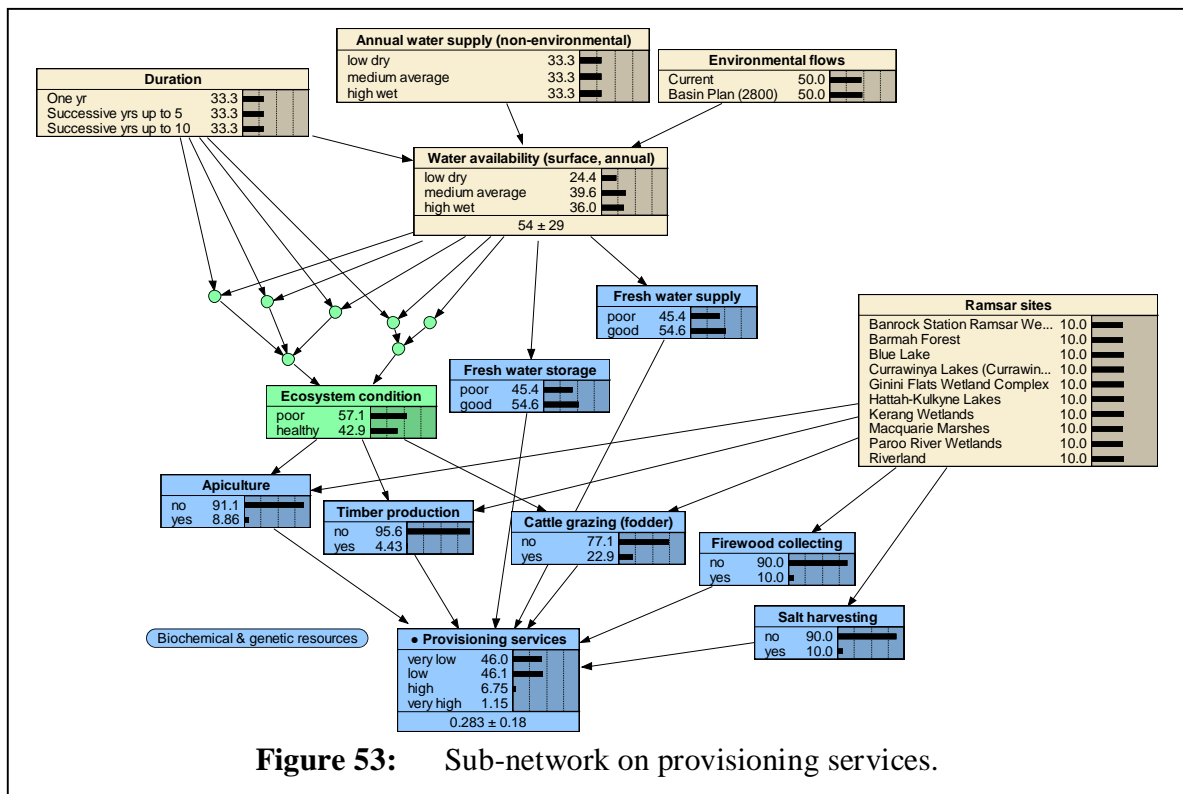 Annual water supply (non-environmental)
low dry 33.3
medium average 33.3
high wet 33.3
Environmental flows
Current 50.0
Basin Plan (2800) 50.0
Duration
One yr 33.3
Successive yrs up to 5 33.3
Successive yrs up to 10 33.3
Water availability (surface, annual)
low dry 24.4
medium average 39.6
high wet 36.0
54 ± 29
Fresh water supply
poor 45.4
good 54.6
Ramsar sites
Banrock Station Ramsar We... 10.0
Barmah Forest 10.0
Blue Lake 10.0
Currawinya Lakes (Currawin... 10.0
Ginini Flats Wetland Complex 10.0
Hattah-Kulkyne Lakes 10.0
Kerang Wetlands 10.0
Macquarie Marshes 10.0
Paroo River Wetlands 10.0
Riverland 10.0
Fresh water storage
poor 45.4
good 54.6
Ecosystem condition
poor 57.1
healthy 42.9
Apiculture
no 91.1
yes 8.86
Timber production
no 95.6
yes 4.43
Cattle grazing (fodder)
no 77.1
yes 22.9
Firewood collecting
no 90.0
yes 10.0
Salt harvesting
no 90.0
yes 10.0
Biochemical & genetic resources
● Provisioning services
very low 46.0
low 46.1
high 6.75
very high 1.15
0.283 ± 0.18
Figure 53: Sub-network on provisioning services.